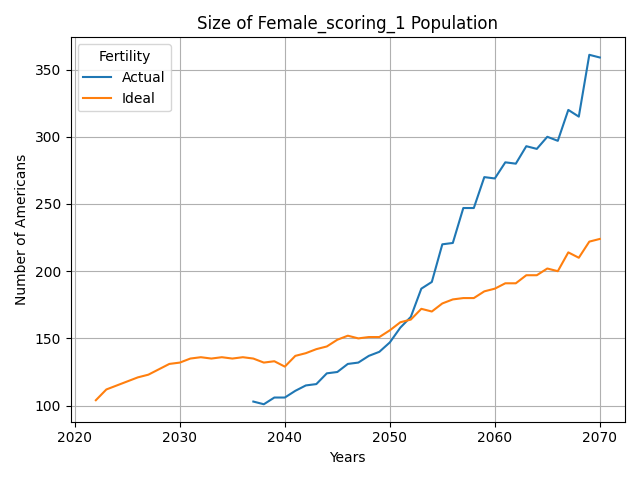 Size of Female_scoring_1 Population
Fertility
Actual
Ideal
Number of Americans
350
300
250
200
150
100
2020 2030 2040 2050 2060 2070
Years